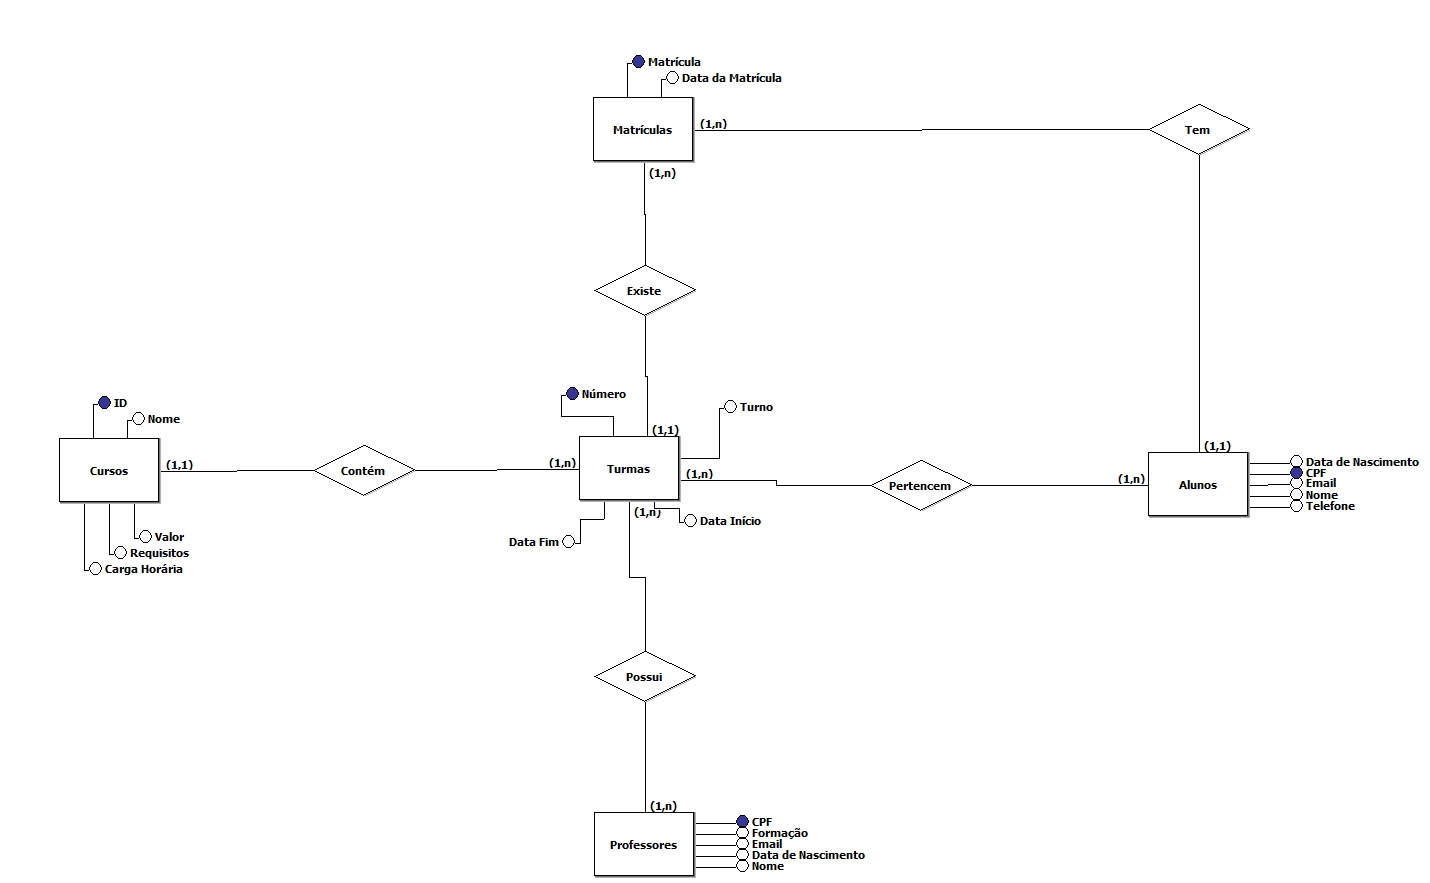 Matrícula
Data da Matrícula
Matrículas
(1,n)
Tem
(1,n)
Existe
Número
Turno
ID
Nome
(1,1)
(1,1)
Cursos
(1,1)
Contém
(1,n)
Turmas
(1,n)
Pertencem
(1,n)
Alunos
Data de Nascimento
CPF
Email
Nome
Telefone
(1,n)
Data Início
Data Fim
Valor
Requisitos
Carga Horária
Possui
(1,n)
Professores
CPF
Formação
Email
Data de Nascimento
Nome